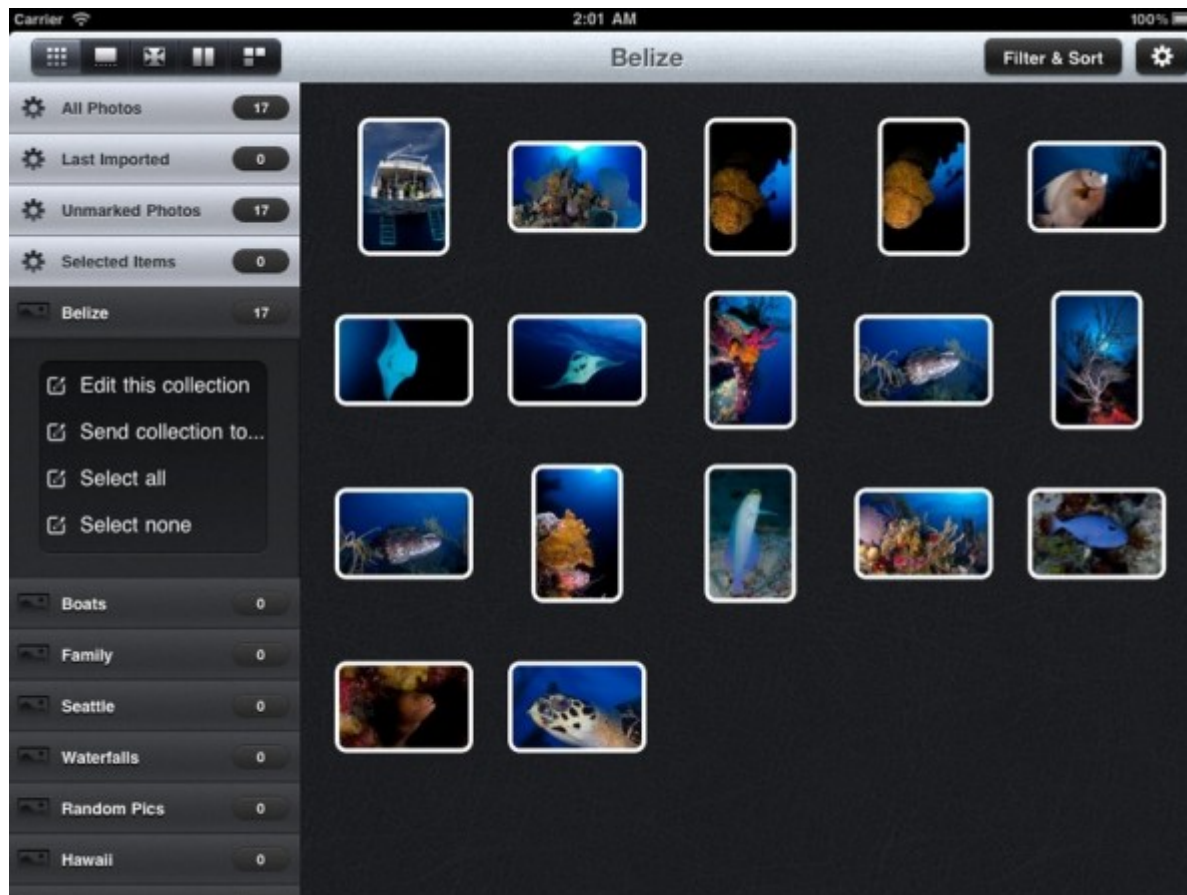 Carrier 2:01 AM 100%
Belize Filter & Sort
All Photos 17
Last Imported 0
Unmarked Photos 17
Selected Items 0
Belize 17
Edit this collection
Send collection to...
Select all
Select none
Boats 0
Family 0
Seattle 0
Waterfalls 0
Random Pics 0
Hawaii 0